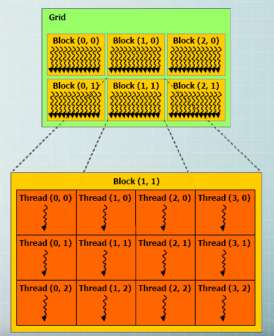 Grid
Block (0, 0) Block (1, 0) Block (2, 0)
Block (0, 1) Block (1, 1) Block (2, 1)
Block (1, 1)
Thread (0, 0) Thread (1, 0) Thread (2, 0) Thread (3, 0)
Thread (0, 1) Thread (1, 1) Thread (2, 1) Thread (3, 1)
Thread (0, 2) Thread (1, 2) Thread (2, 2) Thread (3, 2)